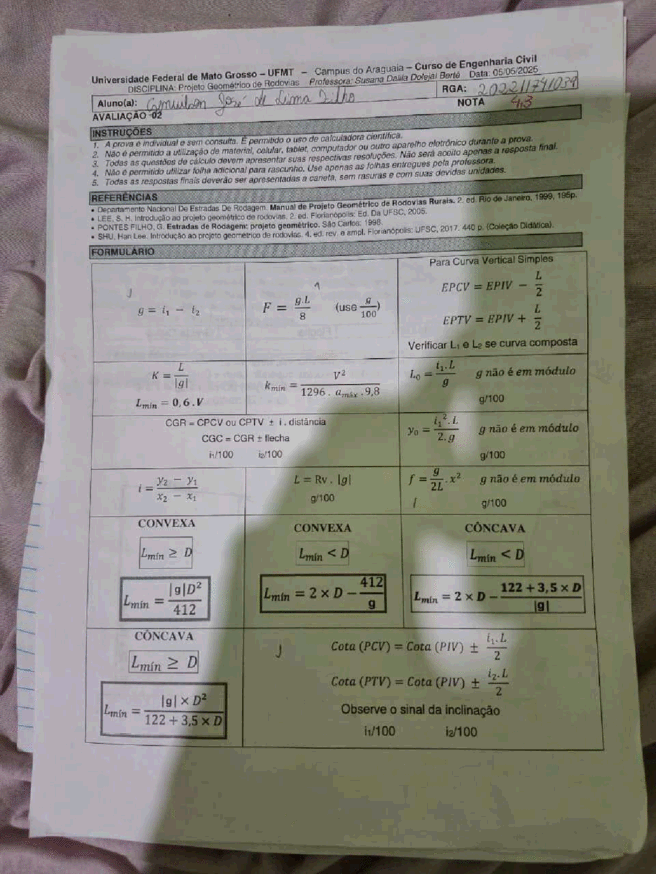 Universidade Federal de Mato Grosso – UFMT – Campus do Araguaia – Curso de Engenharia Civil
DISCIPLINA: Projeto Geométrico de Rodovias Professora: Susana Dalila Dolejal Berté Data: 05/06/2025
Aluno(a): José de Lima Filho RGA:
AVALIAÇÃO -02 NOTA 4,3
INSTRUÇÕES
1. A prova é individual e sem consulta. É permitido o uso de calculadora científica.
2. Não é permitido a utilização de material, celular, tablet, computador ou outro aparelho eletrônico durante a prova.
3. Todas as questões de cálculo devem apresentar suas respectivas resoluções. Não será aceito apenas a resposta final.
4. Não é permitido utilizar folha adicional para rascunho. Use apenas as folhas entregues pela professora.
5. Todas as respostas finais deverão ser apresentadas a caneta, sem rasuras e com suas devidas unidades.
REFERÊNCIAS
• Departamento Nacional De Estradas De Rodagem. Manual de Projeto Geométrico de Rodovias Rurais. 2. ed. Rio de Janeiro, 1999, 195p.
• LEE, S. H. Introdução ao projeto geométrico de rodovias. 2. ed. Florianópolis: Ed. Da UFSC, 2005.
• PONTES FILHO, G. Estradas de Rodagem: projeto geométrico. São Carlos: 1998.
• SHU, Han Lee. Introdução ao projeto geométrico de rodovias. 4. ed. rev. e ampl. Florianópolis: UFSC, 2017. 440 p. (Coleção Didática).
FORMULÁRIO
g = i₁ − i₂
F = g.L / 8 (use g/100)
Para Curva Vertical Simples
EPCV = EPIV − L/2
EPTV = EPIV + L/2
Verificar L₁ e L₂ se curva composta
K = L / |g|
Lmin = 0,6 . V
kmin = V² / 1296 . amáx . 9,8
L₀ = i₁.L / g g não é em módulo
g/100
CGR = CPCV ou CPTV ± i . distância
CGC = CGR ± flecha
i₁/100 i₂/100
y₀ = i₁².L / 2.g g não é em módulo
g/100
i = y₂ − y₁ / x₂ − x₁
L = Rv . |g|
g/100
f = g/2L . x² g não é em módulo
g/100
CONVEXA
Lmin ≥ D
Lmin = |g|D² / 412
CONVEXA
Lmin < D
Lmin = 2 × D − 412/g
CÔNCAVA
Lmin < D
Lmin = 2 × D − 122 + 3,5 × D / |g|
CÔNCAVA
Lmin ≥ D
Lmin = |g| × D² / 122 + 3,5 × D
Cota (PCV) = Cota (PIV) ± i₁.L / 2
Cota (PTV) = Cota (PIV) ± i₂.L / 2
Observe o sinal da inclinação
i₁/100 i₂/100